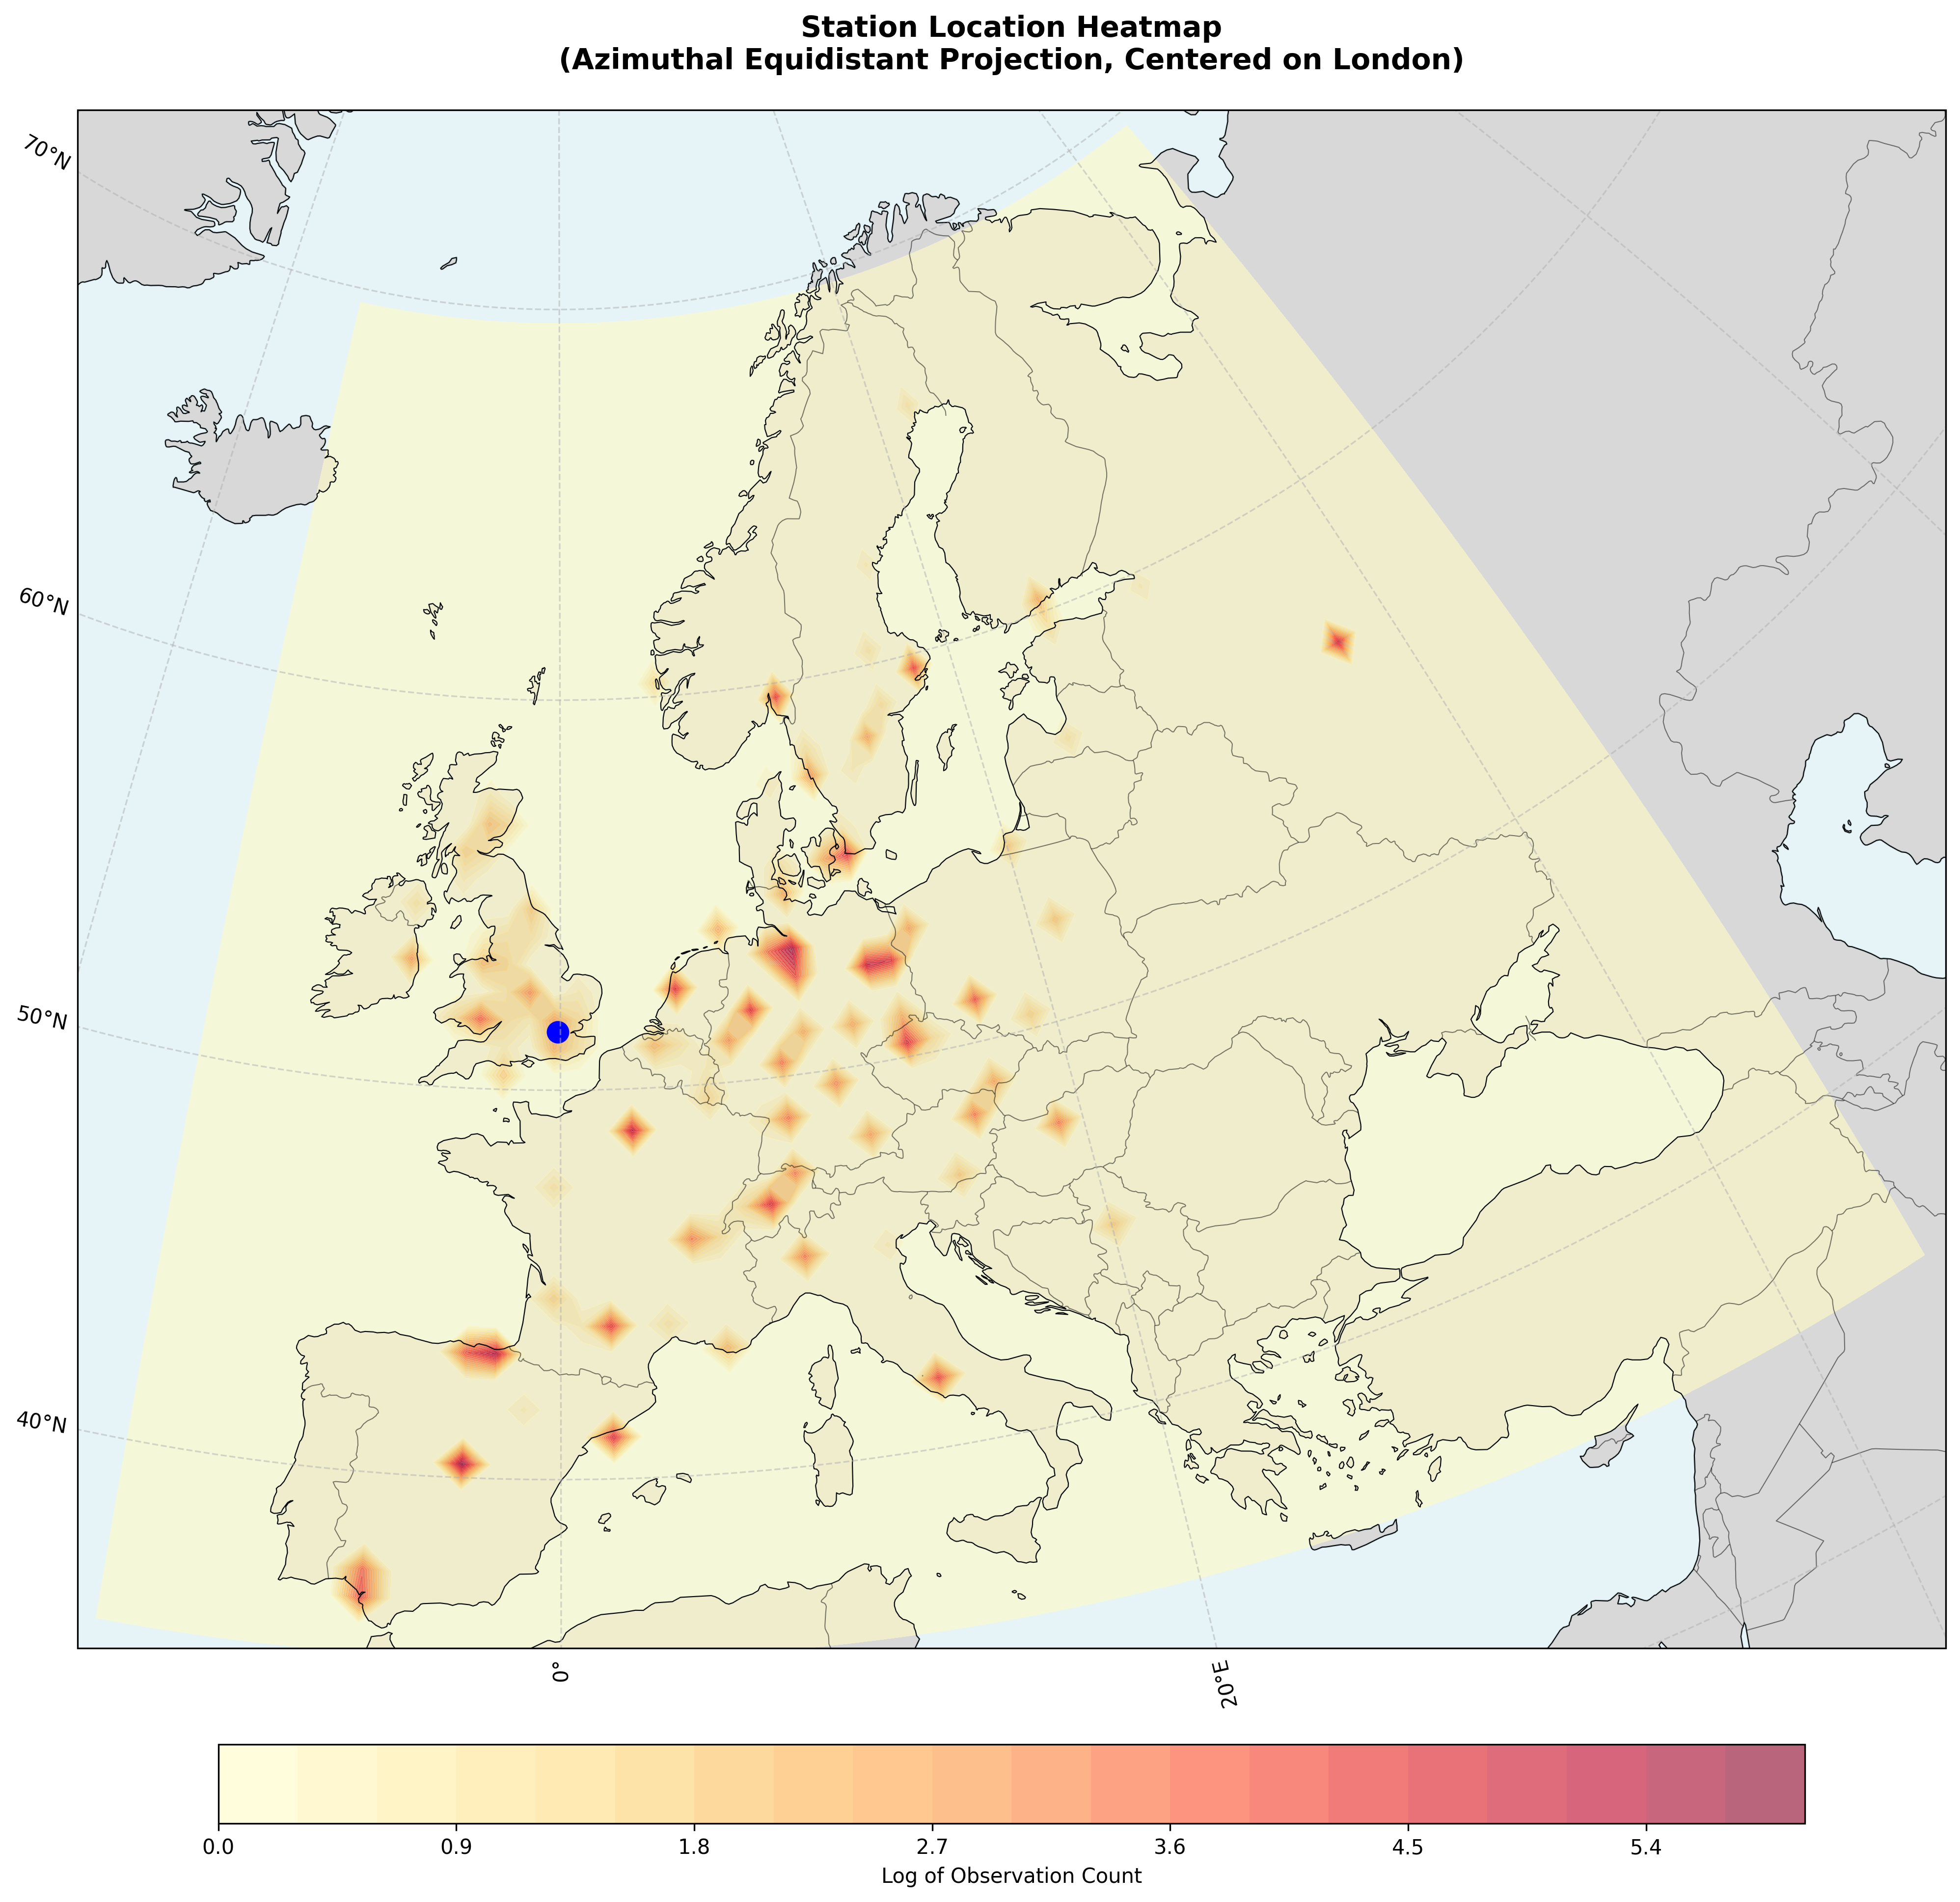 Station Location Heatmap
(Azimuthal Equidistant Projection, Centered on London)
70°N
60°N
50°N
40°N
0°
20°E
0.0 0.9 1.8 2.7 3.6 4.5 5.4
Log of Observation Count